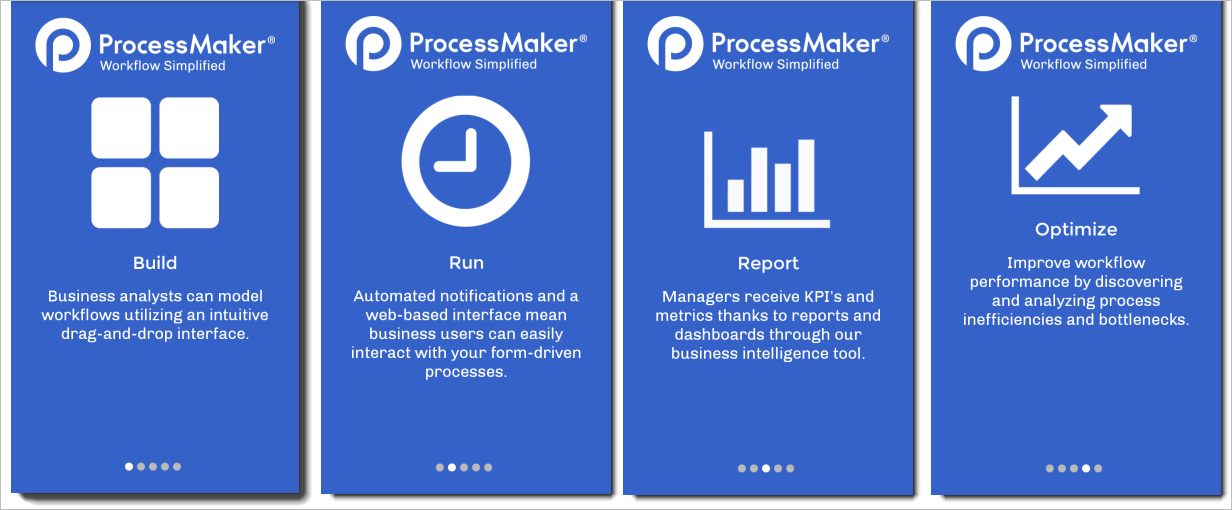 ProcessMaker®
Workflow Simplified
Build
Business analysts can model
workflows utilizing an intuitive
drag-and-drop interface.
ProcessMaker®
Workflow Simplified
Run
Automated notifications and a
web-based interface mean
business users can easily
interact with your form-driven
processes.
ProcessMaker®
Workflow Simplified
Report
Managers receive KPI's and
metrics thanks to reports and
dashboards through our
business intelligence tool.
ProcessMaker®
Workflow Simplified
Optimize
Improve workflow
performance by discovering
and analyzing process
inefficiencies and bottlenecks.